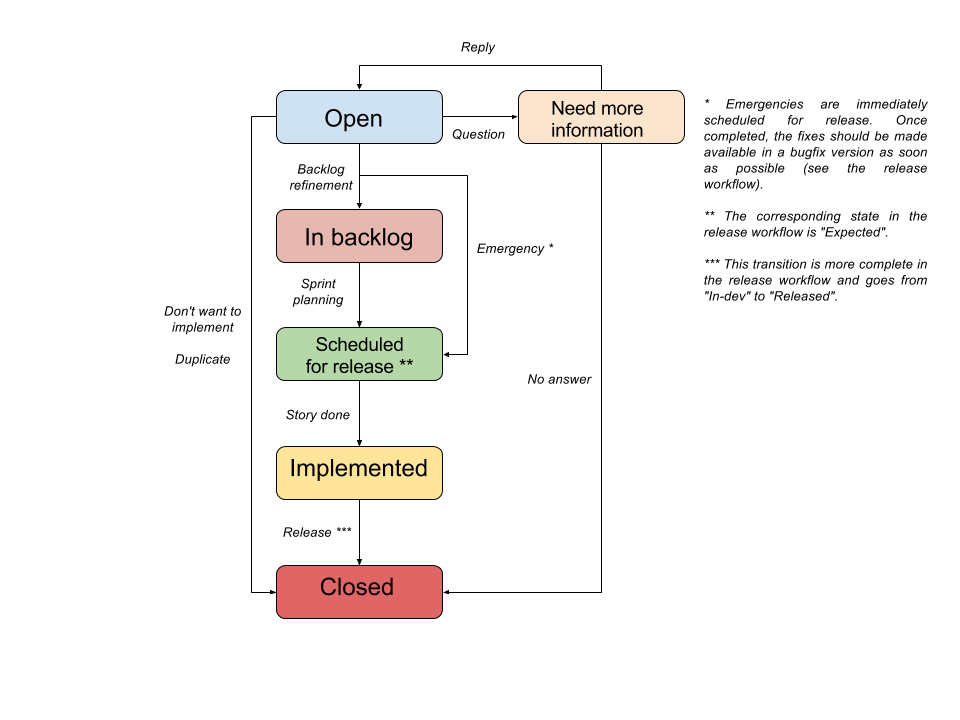 Reply
Open
Need more
information
Question
* Emergencies are immediately
scheduled for release. Once
completed, the fixes should be made
available in a bugfix version as soon
as possible (see the release
workflow).
** The corresponding state in the
release workflow is "Expected".
*** This transition is more complete in
the release workflow and goes from
"In-dev" to "Released".
Backlog
refinement
In backlog
Emergency *
Sprint
planning
Don't want to
implement
Duplicate
Scheduled
for release **
No answer
Story done
Implemented
Release ***
Closed